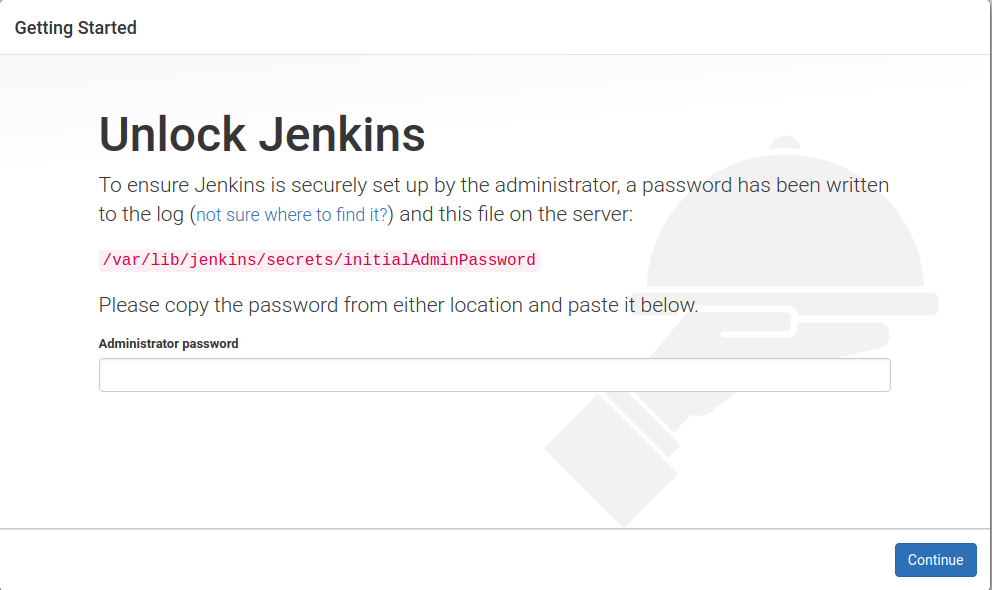 Getting Started
Unlock Jenkins
To ensure Jenkins is securely set up by the administrator, a password has been written
to the log (not sure where to find it?) and this file on the server:
/var/lib/jenkins/secrets/initialAdminPassword
Please copy the password from either location and paste it below.
Administrator password
Continue